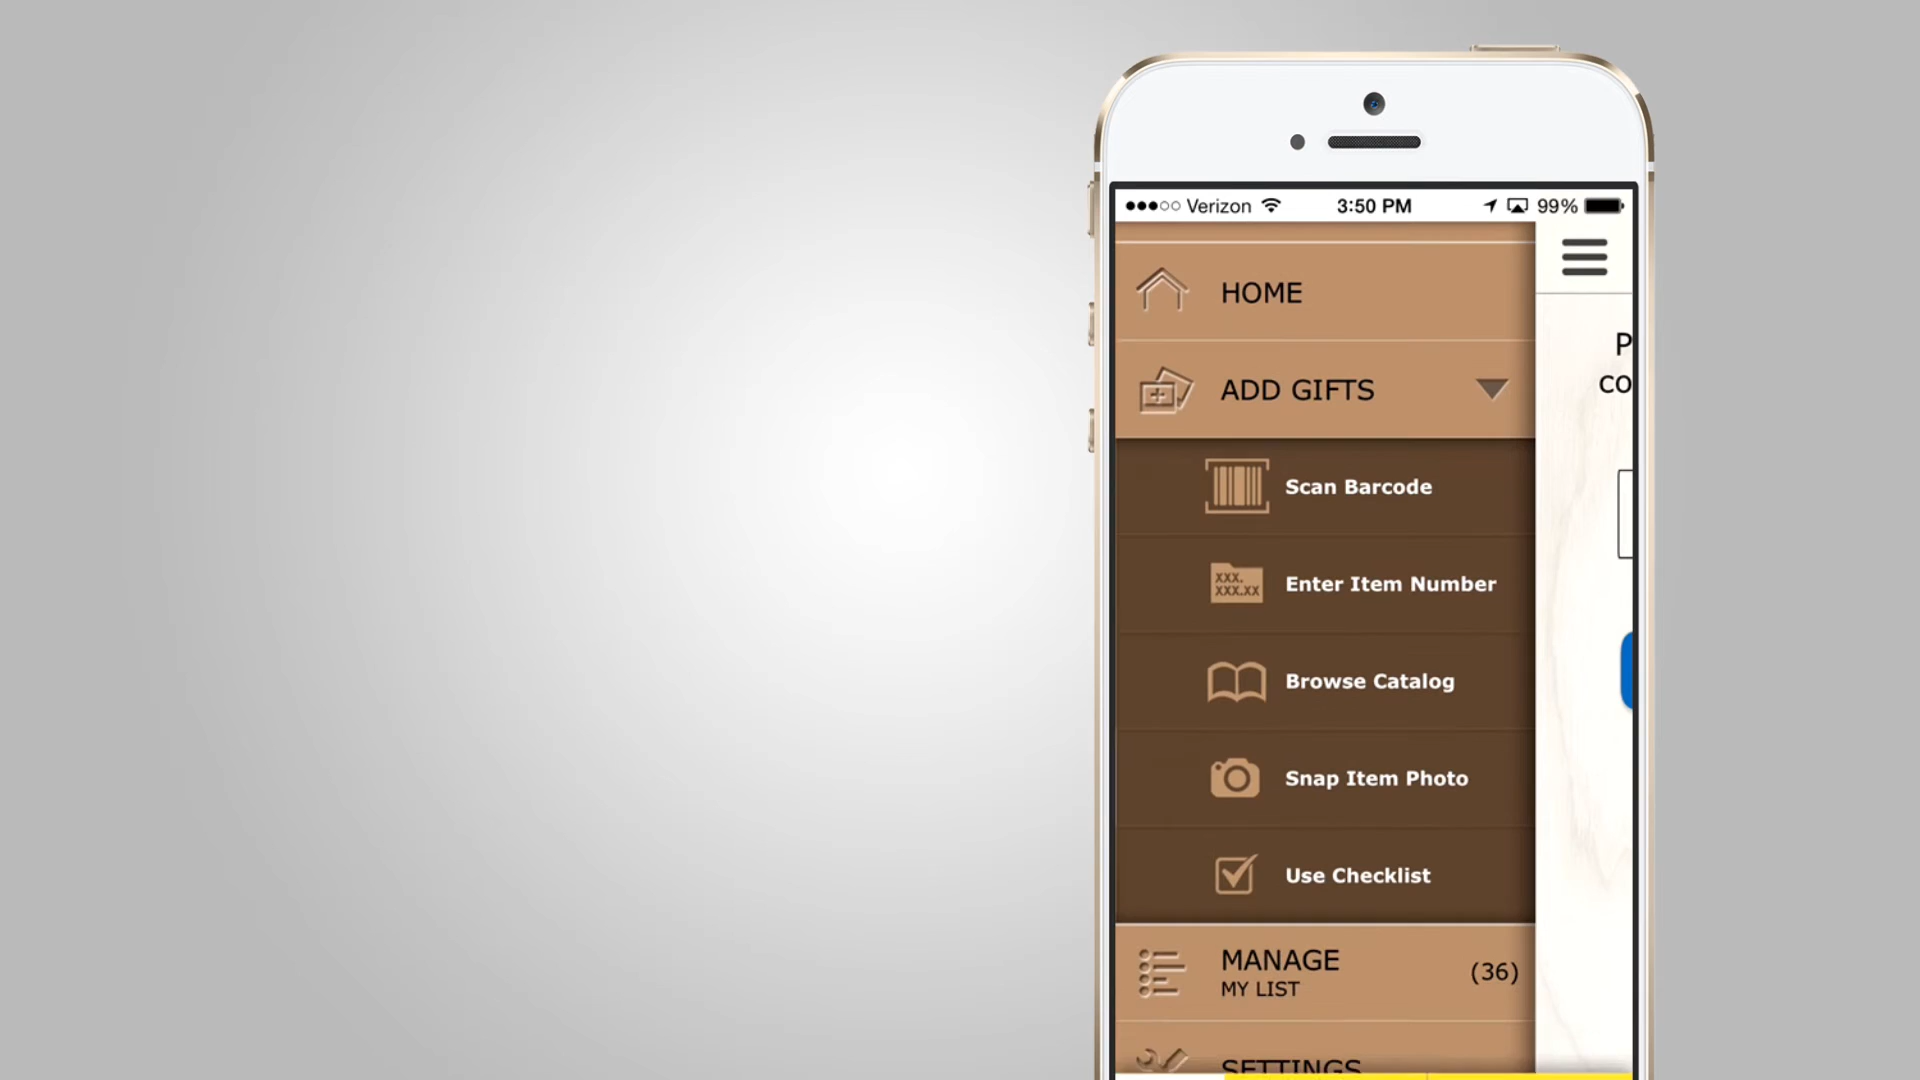 Verizon 3:50 PM 99%
HOME
P
co
ADD GIFTS
Scan Barcode
XXX.
XXX.XX
Enter Item Number
Browse Catalog
Snap Item Photo
Use Checklist
MANAGE
MY LIST
(36)
SETTINGS